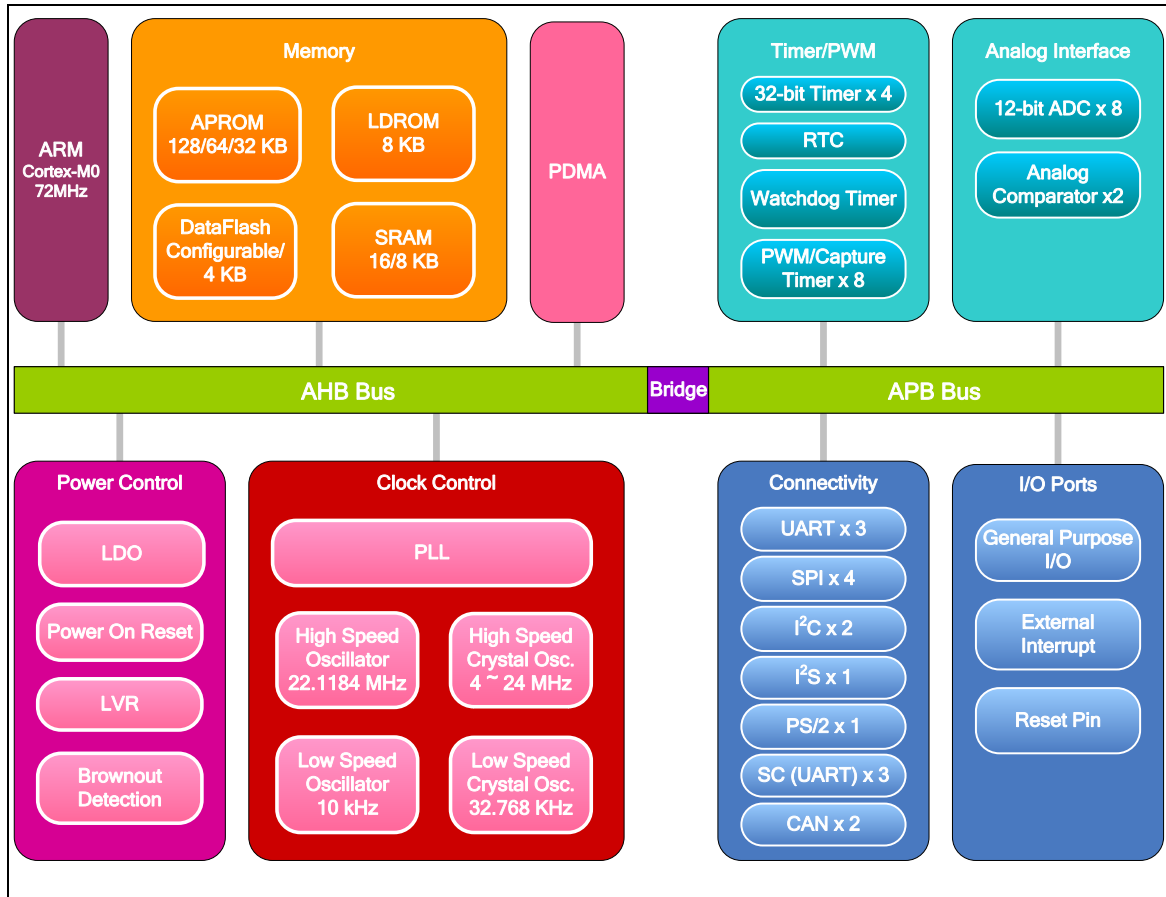 ARM
Cortex-M0
72MHz
Memory
APROM
128/64/32 KB
LDROM
8 KB
DataFlash
Configurable/
4 KB
SRAM
16/8 KB
PDMA
Timer/PWM
32-bit Timer x 4
RTC
Watchdog Timer
PWM/Capture
Timer x 8
Analog Interface
12-bit ADC x 8
Analog
Comparator x2
AHB Bus
Bridge
APB Bus
Power Control
LDO
Power On Reset
LVR
Brownout
Detection
Clock Control
PLL
High Speed
Oscillator
22.1184 MHz
High Speed
Crystal Osc.
4 ~ 24 MHz
Low Speed
Oscillator
10 kHz
Low Speed
Crystal Osc.
32.768 KHz
Connectivity
UART x 3
SPI x 4
I²C x 2
I²S x 1
PS/2 x 1
SC (UART) x 3
CAN x 2
I/O Ports
General Purpose
I/O
External
Interrupt
Reset Pin